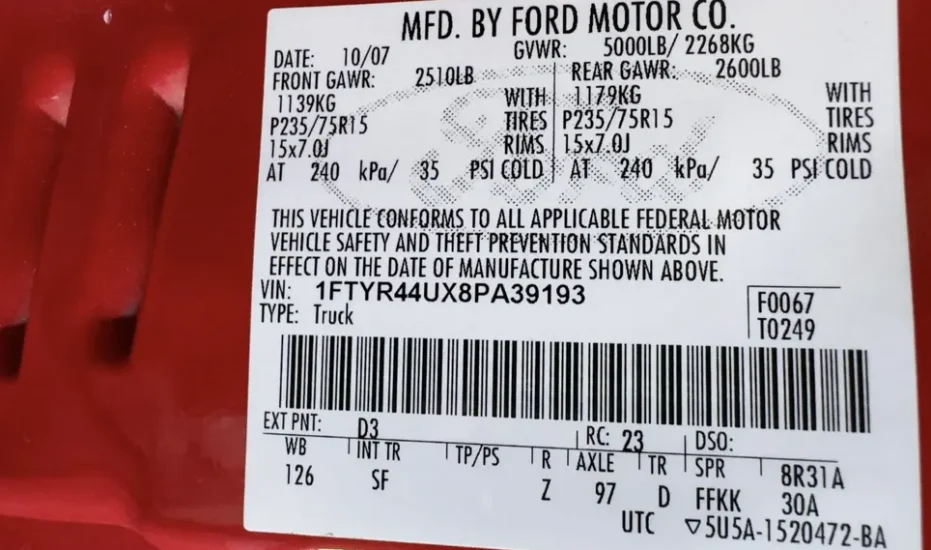 MFD. BY FORD MOTOR CO.
DATE: 10/07 GVWR: 5000LB/ 2268KG
FRONT GAWR: 2510LB REAR GAWR: 2600LB
1139KG WITH 1179KG WITH
P235/75R15 TIRES P235/75R15 TIRES
15x7.0J RIMS 15x7.0J RIMS
AT 240 kPa/ 35 PSI COLD AT 240 kPa/ 35 PSI COLD
Ford
THIS VEHICLE CONFORMS TO ALL APPLICABLE FEDERAL MOTOR
VEHICLE SAFETY AND THEFT PREVENTION STANDARDS IN
EFFECT ON THE DATE OF MANUFACTURE SHOWN ABOVE.
VIN: 1FTYR44UX8PA39193 F0067
TYPE: Truck T0249
EXT PNT: D3 RC: 23 DSO:
WB INT TR TP/PS R AXLE TR SPR 8R31A
126 SF Z 97 D FFKK 30A
UTC ▽5U5A-1520472-BA